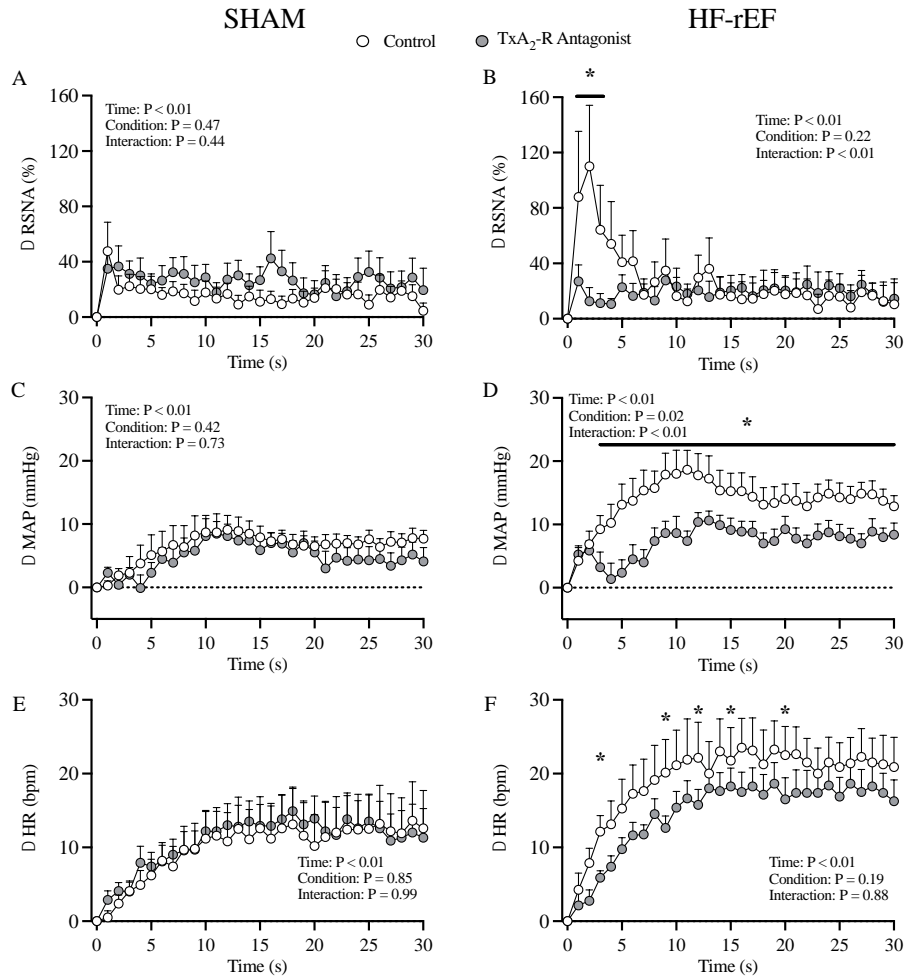 SHAM
HF-rEF
Control
TxA2-R Antagonist
A
160
120
80
40
0
D RSNA (%)
Time: P < 0.01
Condition: P = 0.47
Interaction: P = 0.44
0 5 10 15 20 25 30
Time (s)
B
*
160
120
80
40
0
D RSNA (%)
Time: P < 0.01
Condition: P = 0.22
Interaction: P < 0.01
0 5 10 15 20 25 30
Time (s)
C
30
20
10
0
D MAP (mmHg)
Time: P < 0.01
Condition: P = 0.42
Interaction: P = 0.73
0 5 10 15 20 25 30
Time (s)
D
30
20
10
0
D MAP (mmHg)
Time: P < 0.01
Condition: P = 0.02
Interaction: P < 0.01
*
0 5 10 15 20 25 30
Time (s)
E
30
20
10
0
D HR (bpm)
Time: P < 0.01
Condition: P = 0.85
Interaction: P = 0.99
0 5 10 15 20 25 30
Time (s)
F
30
20
10
0
D HR (bpm)
* * * * *
Time: P < 0.01
Condition: P = 0.19
Interaction: P = 0.88
0 5 10 15 20 25 30
Time (s)